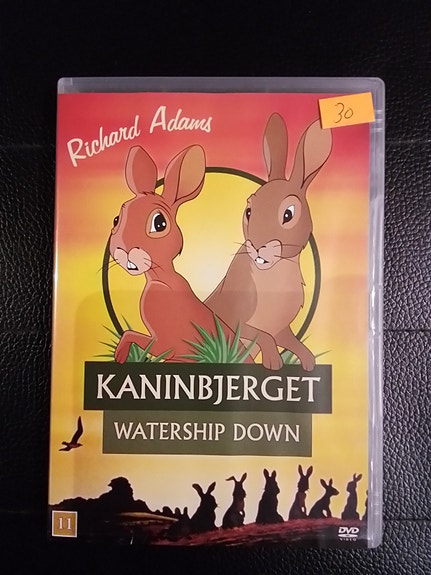 30
Richard Adams
KANINBJERGET
WATERSHIP DOWN
11
DVD
VIDEO